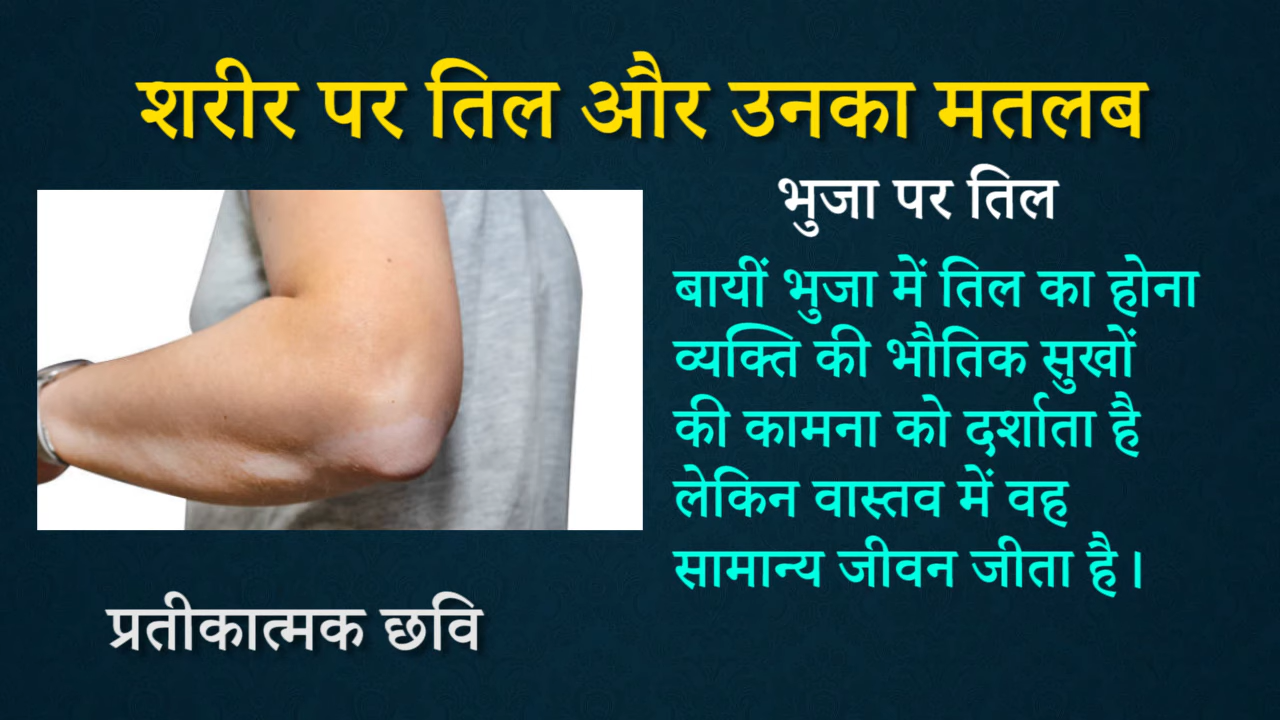 शरीर पर तिल और उनका मतलब
भुजा पर तिल
बायीं भुजा में तिल का होना
व्यक्ति की भौतिक सुखों
की कामना को दर्शाता है
लेकिन वास्तव में वह
सामान्य जीवन जीता है।
प्रतीकात्मक छवि